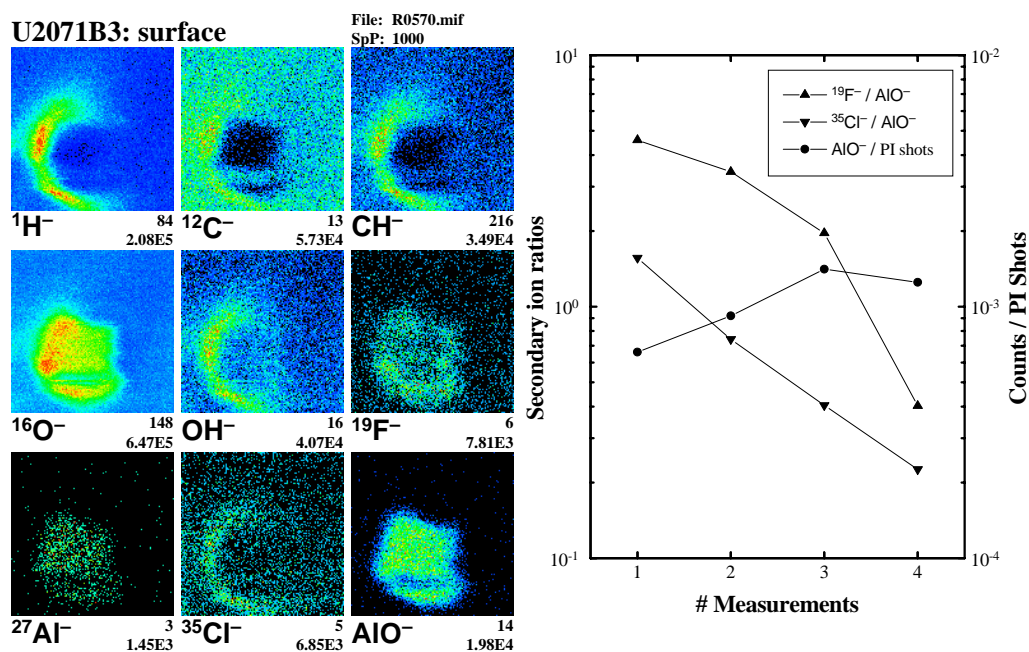 U2071B3: surface
File: R0570.mif
SpP: 1000
¹H⁻ 84
2.08E5
¹²C⁻ 13
5.73E4
CH⁻ 216
3.49E4
¹⁶O⁻ 148
6.47E5
OH⁻ 16
4.07E4
¹⁹F⁻ 6
7.81E3
²⁷Al⁻ 3
1.45E3
³⁵Cl⁻ 5
6.85E3
AlO⁻ 14
1.98E4
Secondary ion ratios
10¹
10⁰
10⁻¹
¹⁹F⁻ / AlO⁻
³⁵Cl⁻ / AlO⁻
AlO⁻ / PI shots
10⁻²
10⁻³
10⁻⁴
Counts / PI Shots
1 2 3 4
# Measurements